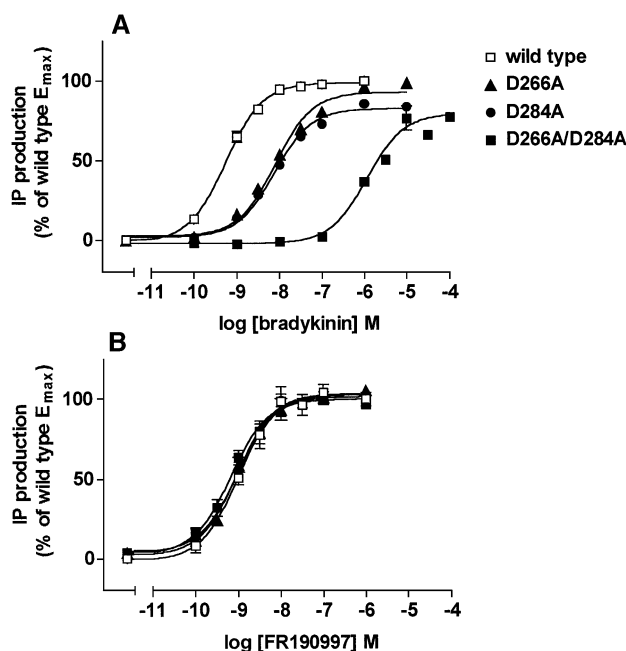 A
IP production
(% of wild type Emax)
100
50
0
-11 -10 -9 -8 -7 -6 -5 -4
log [bradykinin] M
wild type
D266A
D284A
D266A/D284A
B
IP production
(% of wild type Emax)
100
50
0
-11 -10 -9 -8 -7 -6 -5 -4
log [FR190997] M